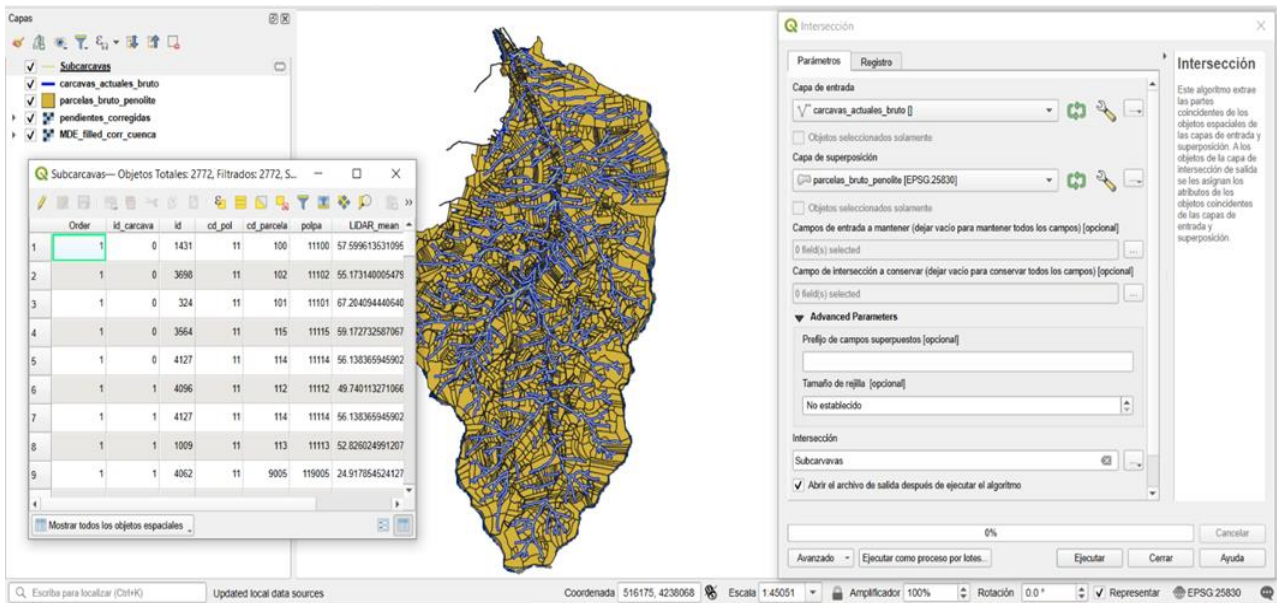 Capas
Subcarcavas
carcavas_actuales_bruto
parcelas_bruto_penolite
pendientes_corregidas
MDE_filled_corr_cuenca
Subcarcavas— Objetos Totales: 2772, Filtrados: 2772, S...
Order id_carcava id cd_pol cd_parcela polpa LiDAR_mean
1 1 0 1431 11 100 11100 57.599613531095
2 1 0 3698 11 102 11102 55.173140005479
3 1 0 324 11 101 11101 67.204094440640
4 1 0 3564 11 115 11115 59.172732587067
5 1 0 4127 11 114 11114 56.138365945902
6 1 1 4096 11 112 11112 49.740113271066
7 1 1 4127 11 114 11114 56.138365945902
8 1 1 1009 11 113 11113 52.826024991207
9 1 1 4062 11 9005 119005 24.917854524127
Mostrar todos los objetos espaciales
Intersección
Parámetros Registro
Capa de entrada
carcavas_actuales_bruto []
Objetos seleccionados solamente
Capa de superposición
parcelas_bruto_penolite [EPSG:25830]
Objetos seleccionados solamente
Campos de entrada a mantener (dejar vacío para mantener todos los campos) [opcional]
0 field(s) selected
Campo de intersección a conservar (dejar vacío para conservar todos los campos) [opcional]
0 field(s) selected
Advanced Parameters
Prefijo de campos superpuestos [opcional]
Tamaño de rejilla [opcional]
No establecido
Intersección
Subcarvavas
Abrir el archivo de salida después de ejecutar el algoritmo
0%
Cancelar
Avanzado
Ejecutar como proceso por lotes...
Ejecutar
Cerrar
Ayuda
Intersección
Este algoritmo extrae
las partes
coincidentes de los
objetos espaciales de
las capas de entrada y
superposición. A los
objetos de la capa de
intersección de salida
se les asignan los
atributos de los
objetos coincidentes
de las capas de
entrada y
superposición.
Escriba para localizar (Ctrl+K)
Updated local data sources
Coordenada 516175, 4238068
Escala 1:45051
Amplificador 100%
Rotación 0.0 °
Representar
EPSG:25830